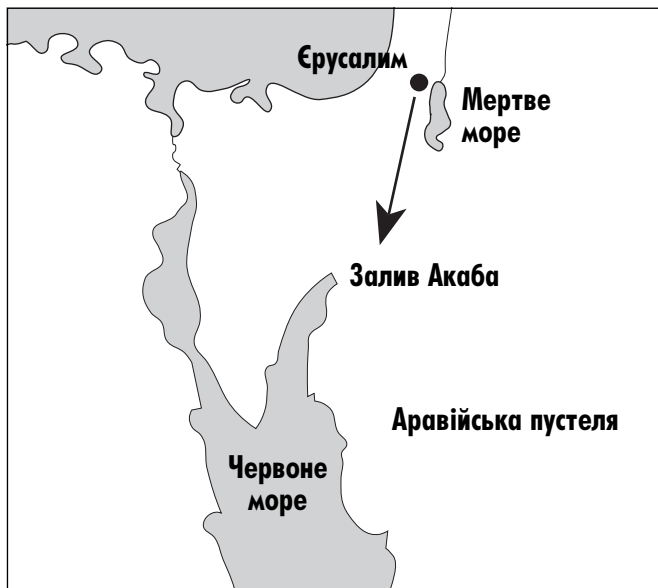 Єрусалим
Мертве
море
Залив Акаба
Аравійська пустеля
Червоне
море